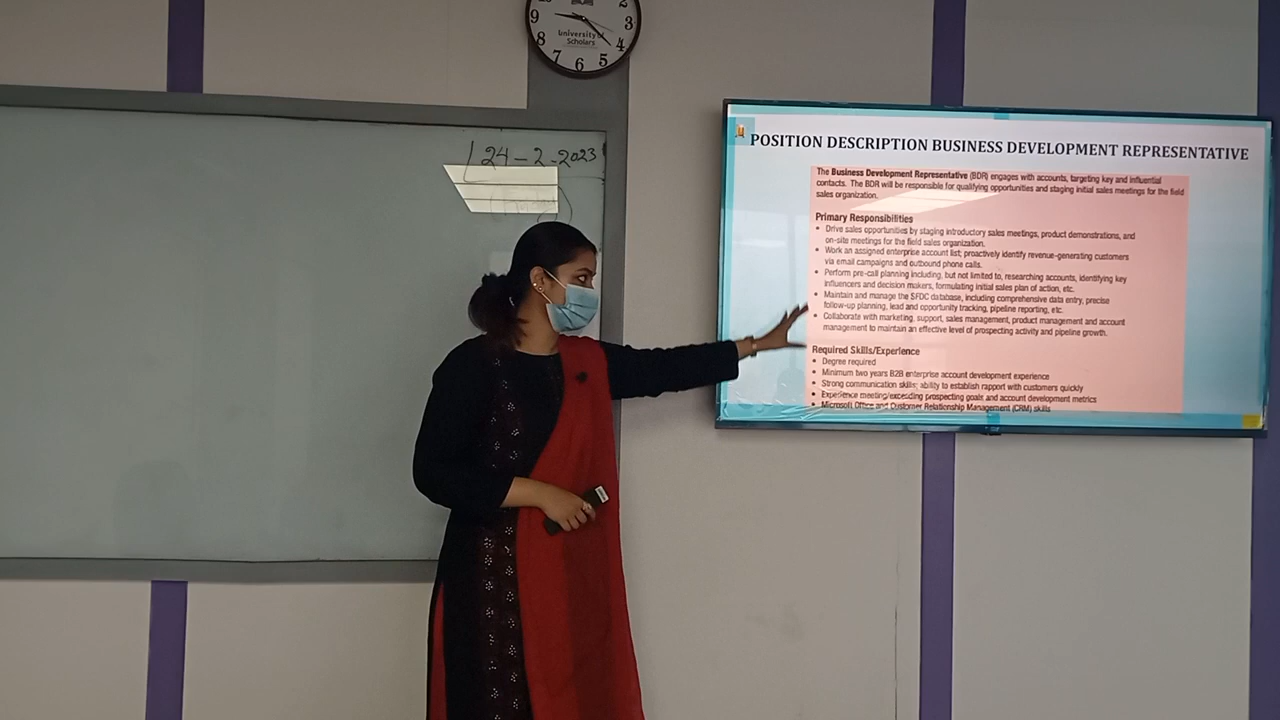 2
9
3
8
4
7
6
5
University of
Scholars
24-2-2023
POSITION DESCRIPTION BUSINESS DEVELOPMENT REPRESENTATIVE
The Business Development Representative (BDR) engages with accounts, targeting key and influential
contacts. The BDR will be responsible for qualifying opportunities and staging initial sales meetings for the field
sales organization.
Primary Responsibilities
• Drive sales opportunities by staging introductory sales meetings, product demonstrations, and
on-site meetings for the field sales organization.
• Work an assigned enterprise account list; proactively identify revenue-generating customers
via email campaigns and outbound phone calls.
• Perform pre-call planning including, but not limited to, researching accounts, identifying key
influencers and decision makers, formulating initial sales plan of action, etc.
• Maintain and manage the SFDC database, including comprehensive data entry, precise
follow-up planning, lead and opportunity tracking, pipeline reporting, etc.
• Collaborate with marketing, support, sales management, product management and account
management to maintain an effective level of prospecting activity and pipeline growth.
Required Skills/Experience
• Degree required
• Minimum two years B2B enterprise account development experience
• Strong communication skills; ability to establish rapport with customers quickly
• Experience meeting/exceeding prospecting goals and account development metrics
• Microsoft Office and Customer Relationship Management (CRM) skills